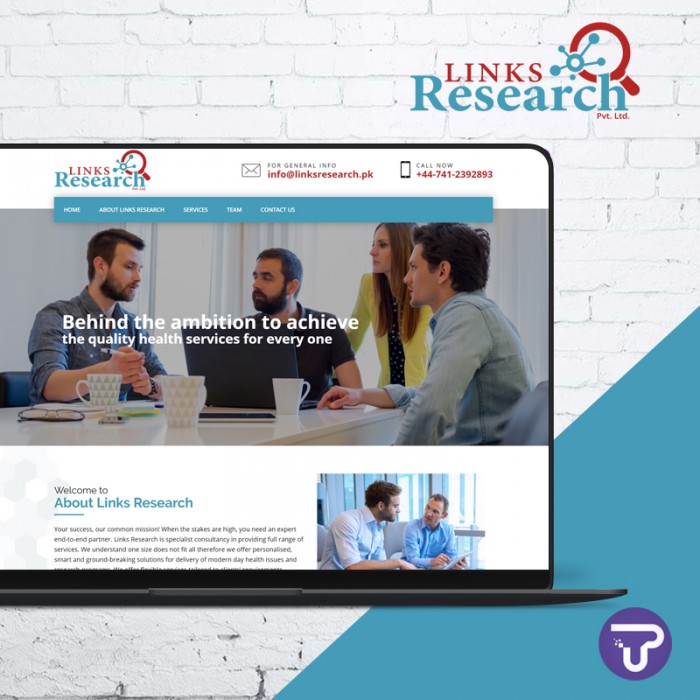 LINKS
Research
Pvt. Ltd.
LINKS
Research
Pvt. Ltd.
FOR GENERAL INFO
info@linksresearch.pk
CALL NOW
+44-741-2392893
HOME ABOUT LINKS RESEARCH SERVICES TEAM CONTACT US
Behind the ambition to achieve
the quality health services for every one
Welcome to
About Links Research
Your success, our common mission! When the stakes are high, you need an expert
end-to-end partner. Links Research is specialist consultancy in providing full range of
services. We understand one size does not fit all therefore we offer personalised,
smart and ground-breaking solutions for delivery of modern day health issues and